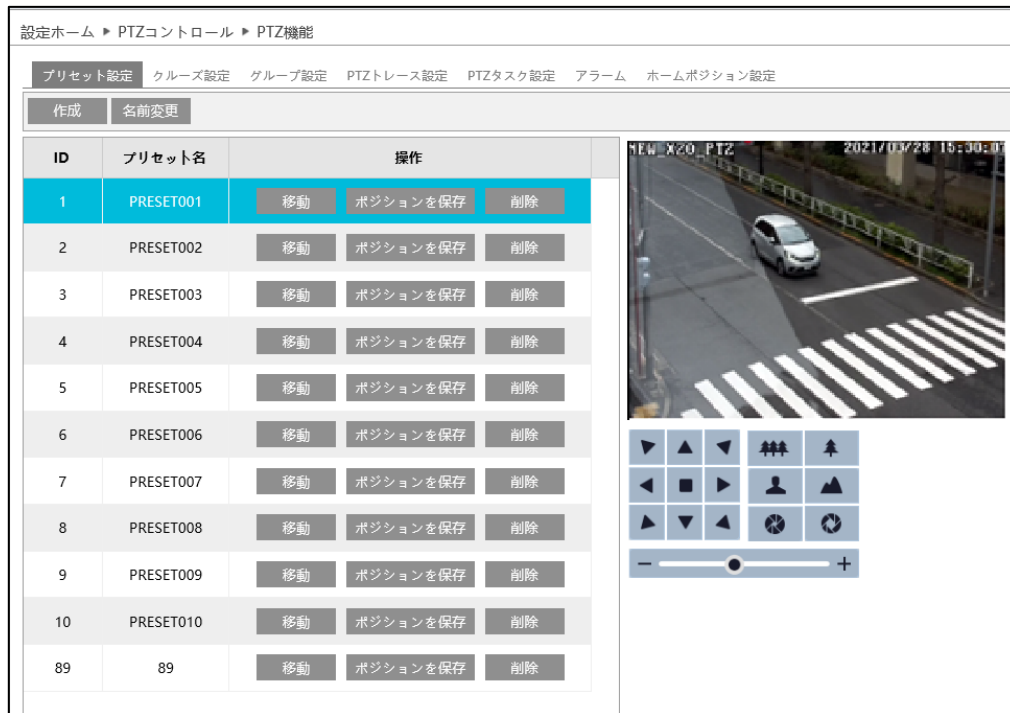 設定ホーム ▶ PTZコントロール ▶ PTZ機能
プリセット設定 クルーズ設定 グループ設定 PTZトレース設定 PTZタスク設定 アラーム ホームポジション設定
作成 名前変更
ID プリセット名 操作
1 PRESET001 移動 ポジションを保存 削除
2 PRESET002 移動 ポジションを保存 削除
3 PRESET003 移動 ポジションを保存 削除
4 PRESET004 移動 ポジションを保存 削除
5 PRESET005 移動 ポジションを保存 削除
6 PRESET006 移動 ポジションを保存 削除
7 PRESET007 移動 ポジションを保存 削除
8 PRESET008 移動 ポジションを保存 削除
9 PRESET009 移動 ポジションを保存 削除
10 PRESET010 移動 ポジションを保存 削除
89 89 移動 ポジションを保存 削除
NEW_X20_PTZ